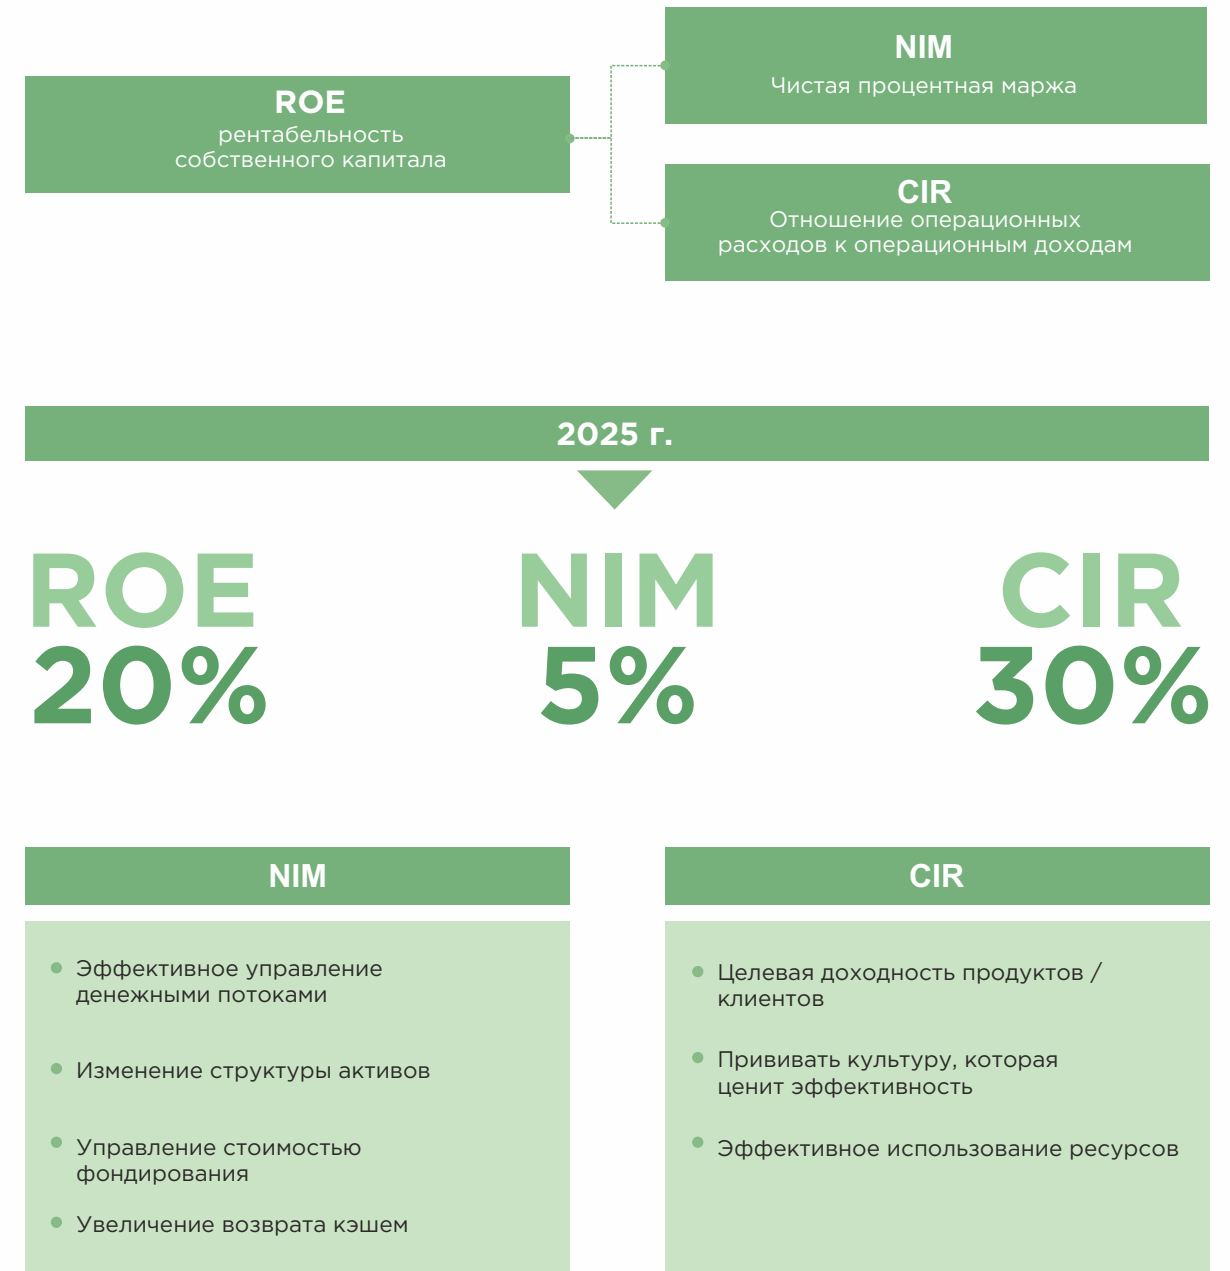 ROE
рентабельность
собственного капитала
NIM
Чистая процентная маржа
CIR
Отношение операционных
расходов к операционным доходам
2025 г.
ROE
20%
NIM
5%
CIR
30%
NIM
Эффективное управление
денежными потоками
Изменение структуры активов
Управление стоимостью
фондирования
Увеличение возврата кэшем
CIR
Целевая доходность продуктов /
клиентов
Прививать культуру, которая
ценит эффективность
Эффективное использование ресурсов